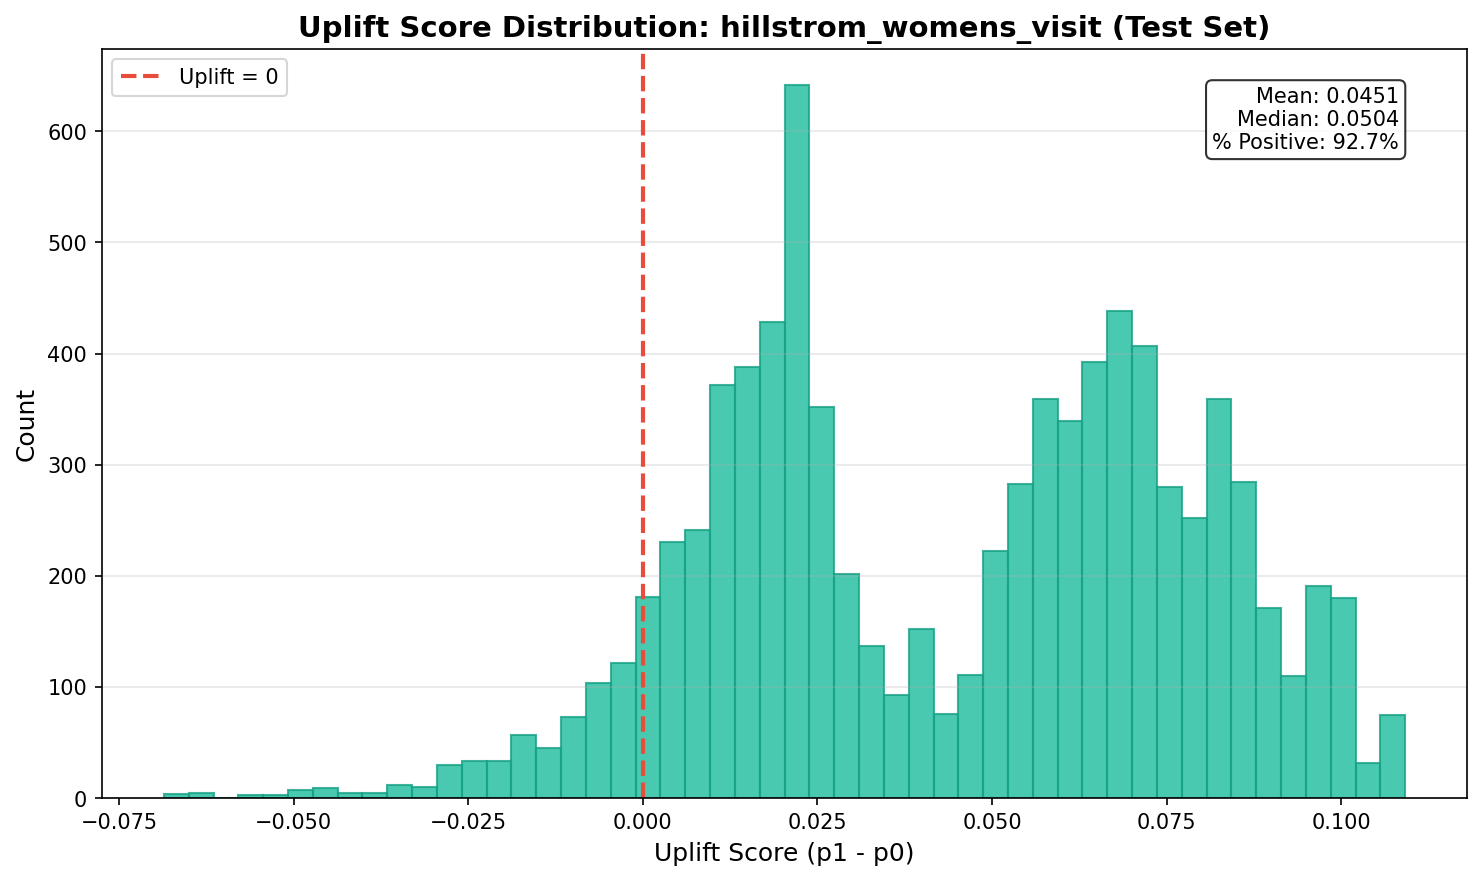 Uplift Score Distribution: hillstrom_womens_visit (Test Set)
Uplift = 0
Mean: 0.0451
Median: 0.0504
% Positive: 92.7%
Count
600
500
400
300
200
100
0
−0.075
−0.050
−0.025
0.000
0.025
0.050
0.075
0.100
Uplift Score (p1 - p0)